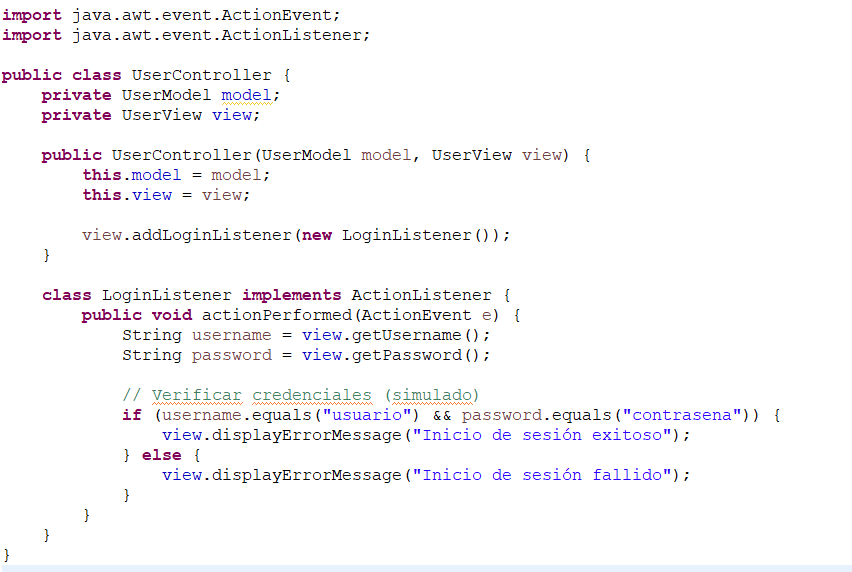 import java.awt.event.ActionEvent;
import java.awt.event.ActionListener;

public class UserController {
    private UserModel model;
    private UserView view;

    public UserController(UserModel model, UserView view) {
        this.model = model;
        this.view = view;

        view.addLoginListener(new LoginListener());
    }

    class LoginListener implements ActionListener {
        public void actionPerformed(ActionEvent e) {
            String username = view.getUsername();
            String password = view.getPassword();

            // Verificar credenciales (simulado)
            if (username.equals("usuario") && password.equals("contrasena")) {
                view.displayErrorMessage("Inicio de sesión exitoso");
            } else {
                view.displayErrorMessage("Inicio de sesión fallido");
            }
        }
    }
}